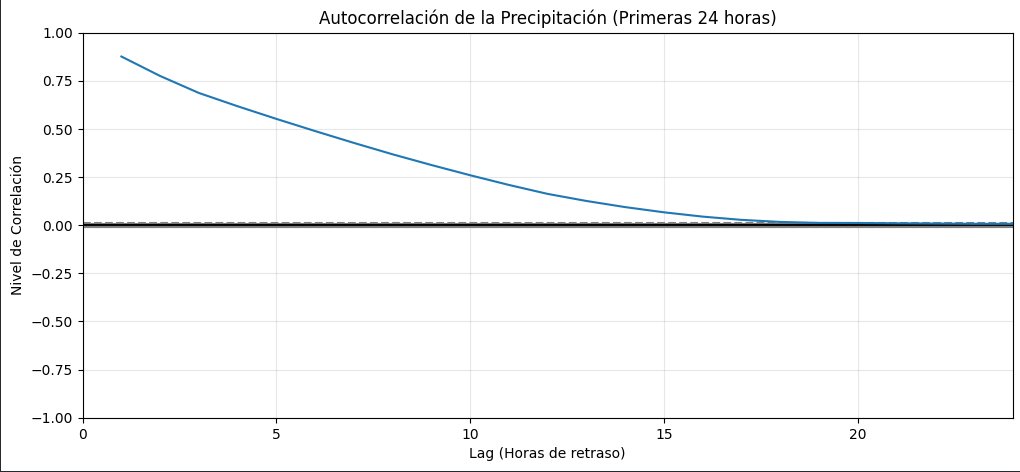 Autocorrelación de la Precipitación (Primeras 24 horas)
1.00
0.75
0.50
0.25
0.00
−0.25
−0.50
−0.75
−1.00
Nivel de Correlación
0 5 10 15 20
Lag (Horas de retraso)